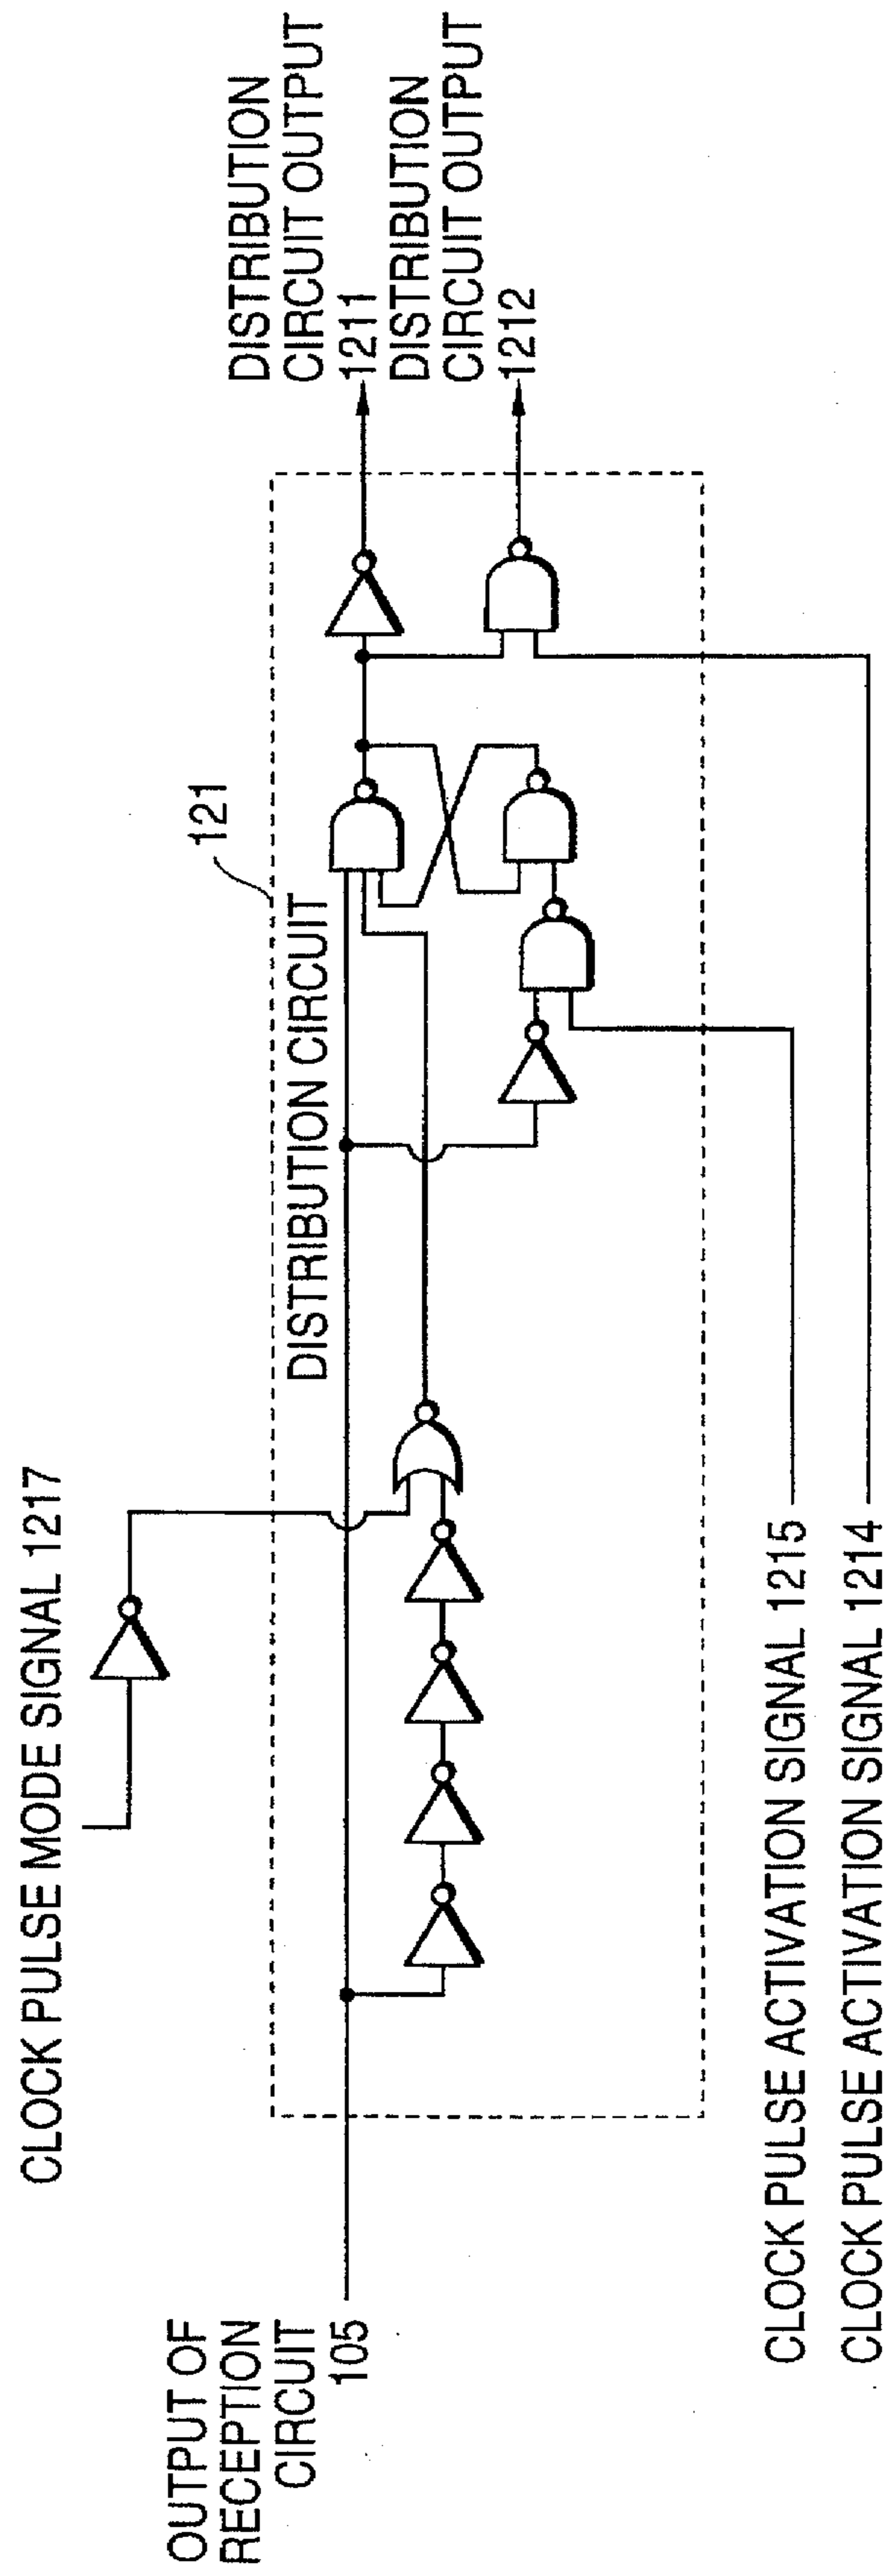 CLOCK PULSE MODE SIGNAL 1217
OUTPUT OF
RECEPTION
CIRCUIT
105
DISTRIBUTION CIRCUIT
121
DISTRIBUTION
CIRCUIT OUTPUT
1211
DISTRIBUTION
CIRCUIT OUTPUT
1212
CLOCK PULSE ACTIVATION SIGNAL 1215
CLOCK PULSE ACTIVATION SIGNAL 1214